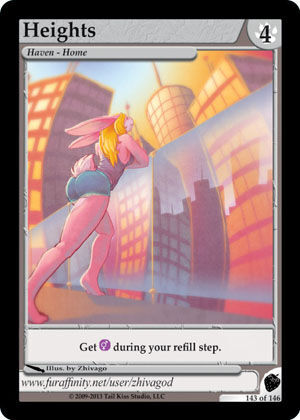 Heights
4
Haven - Home
Get during your refill step.
Illus. by Zhivago
www.furaffinity.net/user/zhivagod
143 of 146
© 2009-2013 Tail Kiss Studio, LLC